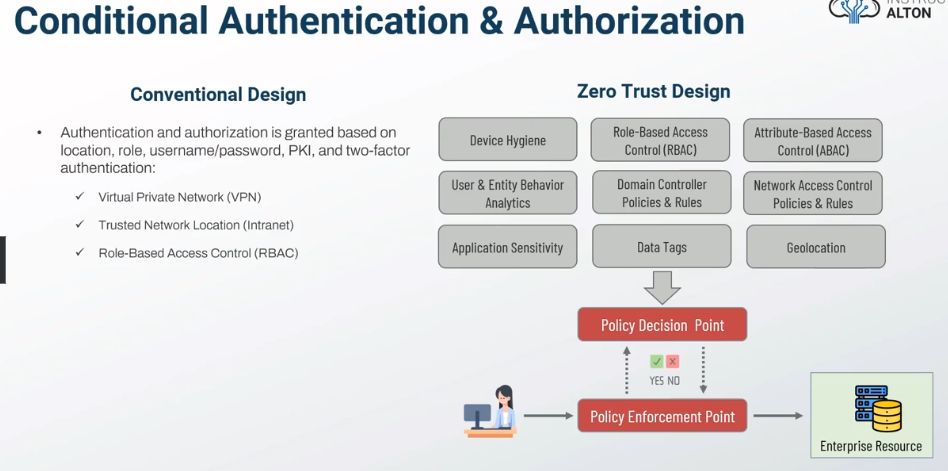 Conditional Authentication & Authorization
ALTON
Conventional Design
• Authentication and authorization is granted based on
location, role, username/password, PKI, and two-factor
authentication:
✓ Virtual Private Network (VPN)
✓ Trusted Network Location (Intranet)
✓ Role-Based Access Control (RBAC)
Zero Trust Design
Device Hygiene
Role-Based Access
Control (RBAC)
Attribute-Based Access
Control (ABAC)
User & Entity Behavior
Analytics
Domain Controller
Policies & Rules
Network Access Control
Policies & Rules
Application Sensitivity
Data Tags
Geolocation
Policy Decision Point
YES NO
Policy Enforcement Point
Enterprise Resource